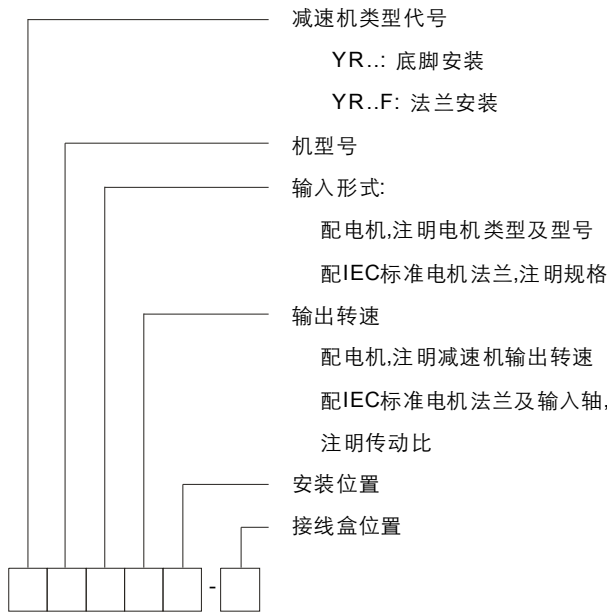 减速机类型代号
YR..: 底脚安装
YR..F: 法兰安装
机型号
输入形式:
配电机,注明电机类型及型号
配IEC标准电机法兰,注明规格
输出转速
配电机,注明减速机输出转速
配IEC标准电机法兰及输入轴,
注明传动比
安装位置
接线盒位置
-